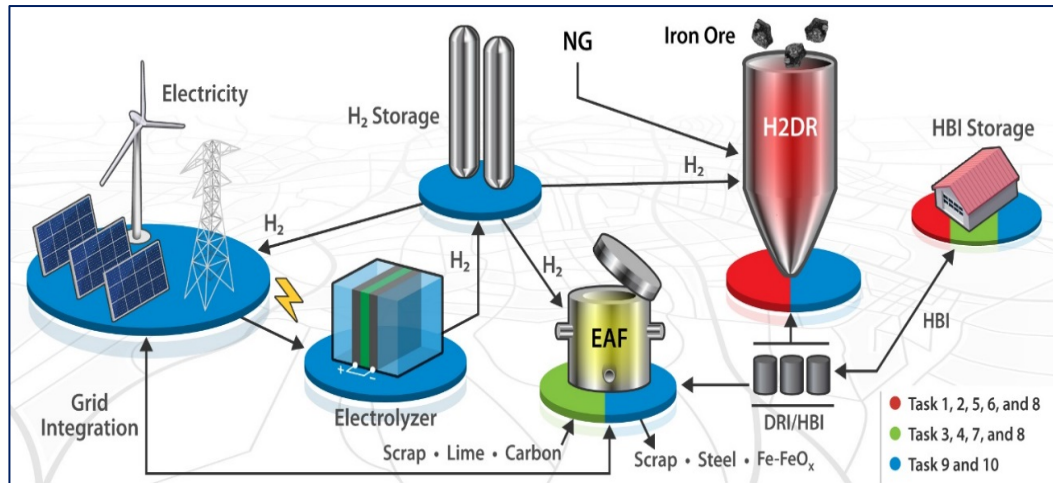 Electricity
H₂ Storage
NG
Iron Ore
H2DR
HBI Storage
H₂
H₂
H₂
H₂
EAF
HBI
Electrolyzer
+ -
Grid
Integration
DRI/HBI
Scrap • Lime • Carbon
Scrap • Steel • Fe-FeOₓ
Task 1, 2, 5, 6, and 8
Task 3, 4, 7, and 8
Task 9 and 10